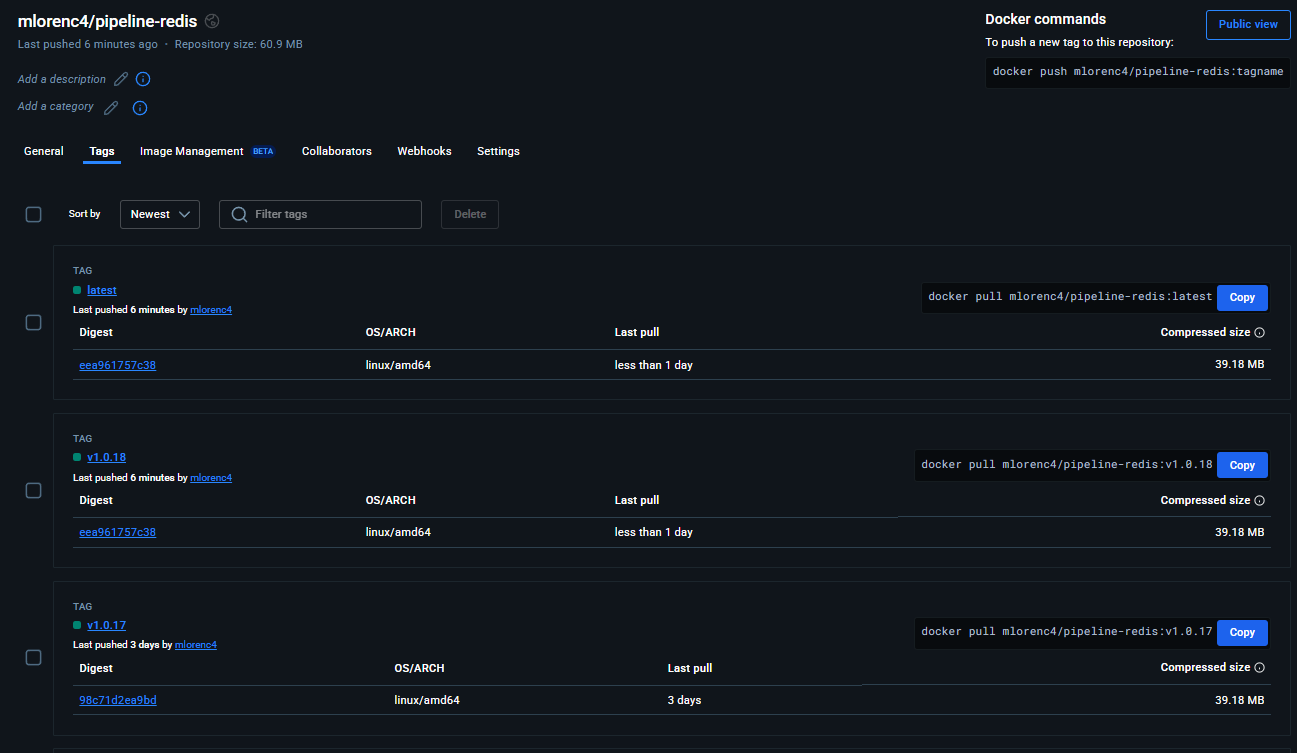 mlorenc4/pipeline-redis
Last pushed 6 minutes ago · Repository size: 60.9 MB
Add a description
Add a category
Docker commands
Public view
To push a new tag to this repository:
docker push mlorenc4/pipeline-redis:tagname
General Tags Image Management BETA Collaborators Webhooks Settings
Sort by Newest Filter tags Delete
TAG
latest
Last pushed 6 minutes by mlorenc4
docker pull mlorenc4/pipeline-redis:latest Copy
Digest OS/ARCH Last pull Compressed size
eea961757c38 linux/amd64 less than 1 day 39.18 MB
TAG
v1.0.18
Last pushed 6 minutes by mlorenc4
docker pull mlorenc4/pipeline-redis:v1.0.18 Copy
Digest OS/ARCH Last pull Compressed size
eea961757c38 linux/amd64 less than 1 day 39.18 MB
TAG
v1.0.17
Last pushed 3 days by mlorenc4
docker pull mlorenc4/pipeline-redis:v1.0.17 Copy
Digest OS/ARCH Last pull Compressed size
98c71d2ea9bd linux/amd64 3 days 39.18 MB